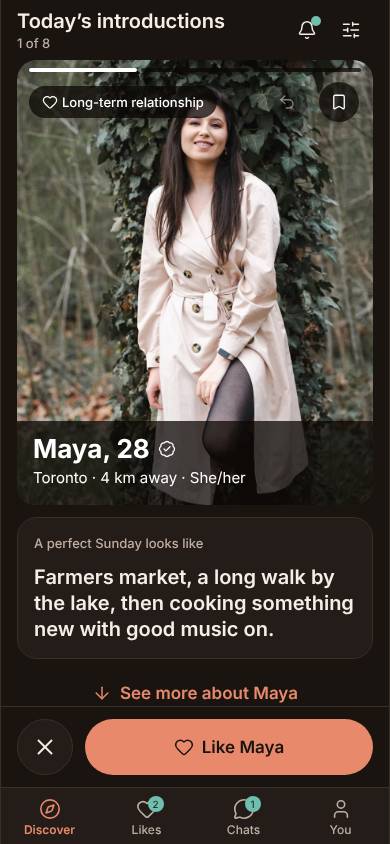 Today's introductions
1 of 8
Long-term relationship
Maya, 28
Toronto · 4 km away · She/her
A perfect Sunday looks like
Farmers market, a long walk by
the lake, then cooking something
new with good music on.
See more about Maya
Like Maya
2
1
Discover
Likes
Chats
You